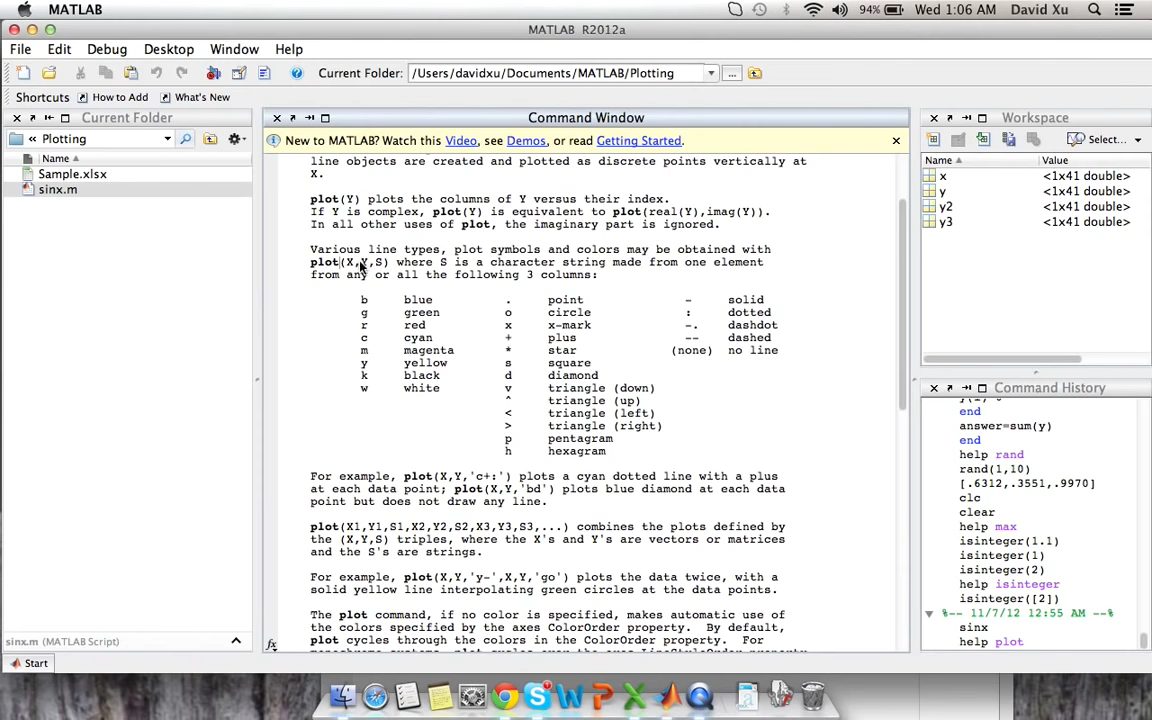 MATLAB
94%
Wed 1:06 AM
David Xu
MATLAB R2012a
File Edit Debug Desktop Window Help
Current Folder: /Users/davidxu/Documents/MATLAB/Plotting
...
Shortcuts How to Add What's New
Current Folder
« Plotting
Name
Sample.xlsx
sinx.m
sinx.m (MATLAB Script)
Start
Command Window
New to MATLAB? Watch this Video, see Demos, or read Getting Started.
line objects are created and plotted as discrete points vertically at
X.
plot(Y) plots the columns of Y versus their index.
If Y is complex, plot(Y) is equivalent to plot(real(Y),imag(Y)).
In all other uses of plot, the imaginary part is ignored.
Various line types, plot symbols and colors may be obtained with
plot(X,Y,S) where S is a character string made from one element
from any or all the following 3 columns:
b blue . point - solid
g green o circle : dotted
r red x x-mark -. dashdot
c cyan + plus -- dashed
m magenta * star (none) no line
y yellow s square
k black d diamond
w white v triangle (down)
^ triangle (up)
< triangle (left)
> triangle (right)
p pentagram
h hexagram
For example, plot(X,Y,'c+:') plots a cyan dotted line with a plus
at each data point; plot(X,Y,'bd') plots blue diamond at each data
point but does not draw any line.
plot(X1,Y1,S1,X2,Y2,S2,X3,Y3,S3,...) combines the plots defined by
the (X,Y,S) triples, where the X's and Y's are vectors or matrices
and the S's are strings.
For example, plot(X,Y,'y-',X,Y,'go') plots the data twice, with a
solid yellow line interpolating green circles at the data points.
The plot command, if no color is specified, makes automatic use of
the colors specified by the axes ColorOrder property. By default,
plot cycles through the colors in the ColorOrder property. For
fx
Workspace
Select...
Name Value
x <1x41 double>
y <1x41 double>
y2 <1x41 double>
y3 <1x41 double>
Command History
end
answer=sum(y)
end
help rand
rand(1,10)
[.6312,.3551,.9970]
clc
clear
help max
isinteger(1.1)
isinteger(1)
isinteger(2)
help isinteger
isinteger([2])
%-- 11/7/12 12:55 AM --%
sinx
help plot